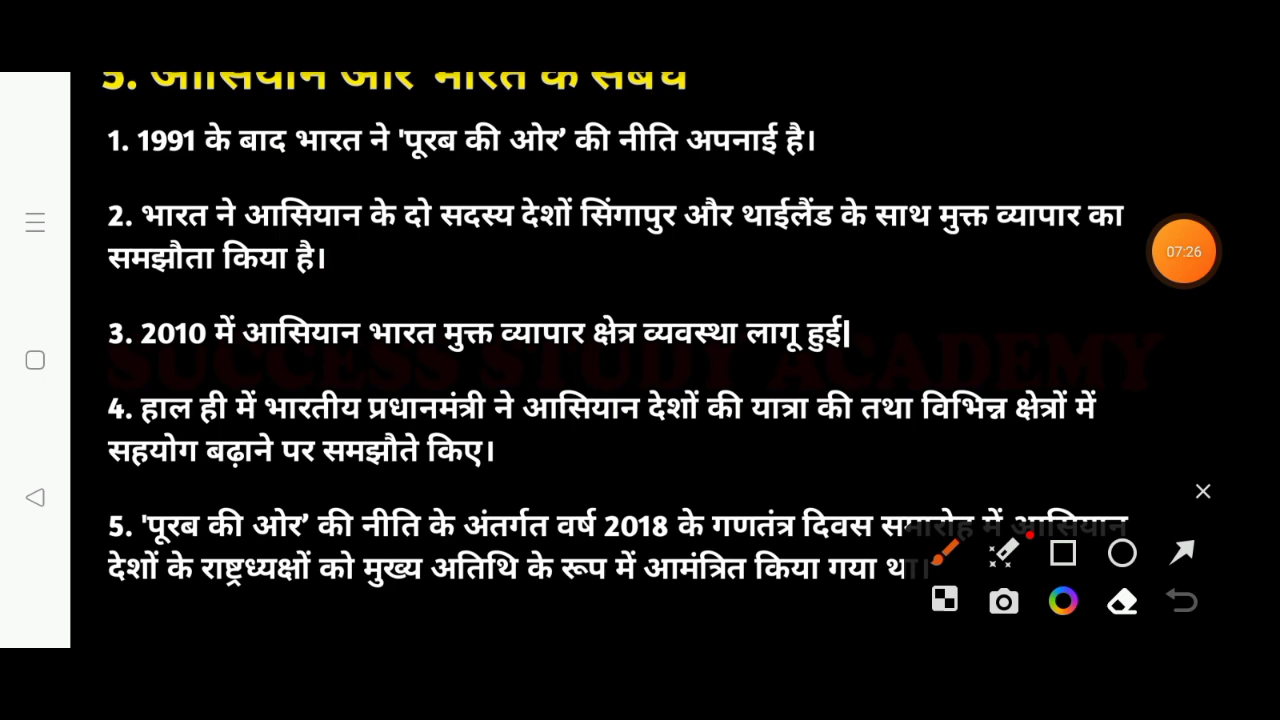 5. आसियान और भारत के संबंध
1. 1991 के बाद भारत ने 'पूरब की ओर’ की नीति अपनाई है।
2. भारत ने आसियान के दो सदस्य देशों सिंगापुर और थाईलैंड के साथ मुक्त व्यापार का
समझौता किया है।
07:26
3. 2010 में आसियान भारत मुक्त व्यापार क्षेत्र व्यवस्था लागू हुई|
SUCCESS STUDY ACADEMY
4. हाल ही में भारतीय प्रधानमंत्री ने आसियान देशों की यात्रा की तथा विभिन्न क्षेत्रों में
सहयोग बढ़ाने पर समझौते किए।
5. 'पूरब की ओर’ की नीति के अंतर्गत वर्ष 2018 के गणतंत्र दिवस समारोह में आसियान
देशों के राष्ट्रध्यक्षों को मुख्य अतिथि के रूप में आमंत्रित किया गया था।